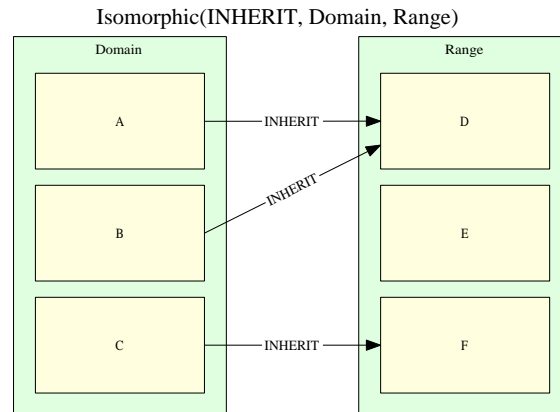 Isomorphic(INHERIT, Domain, Range)
Domain
Range
A
INHERIT
D
INHERIT
B
E
C
INHERIT
F